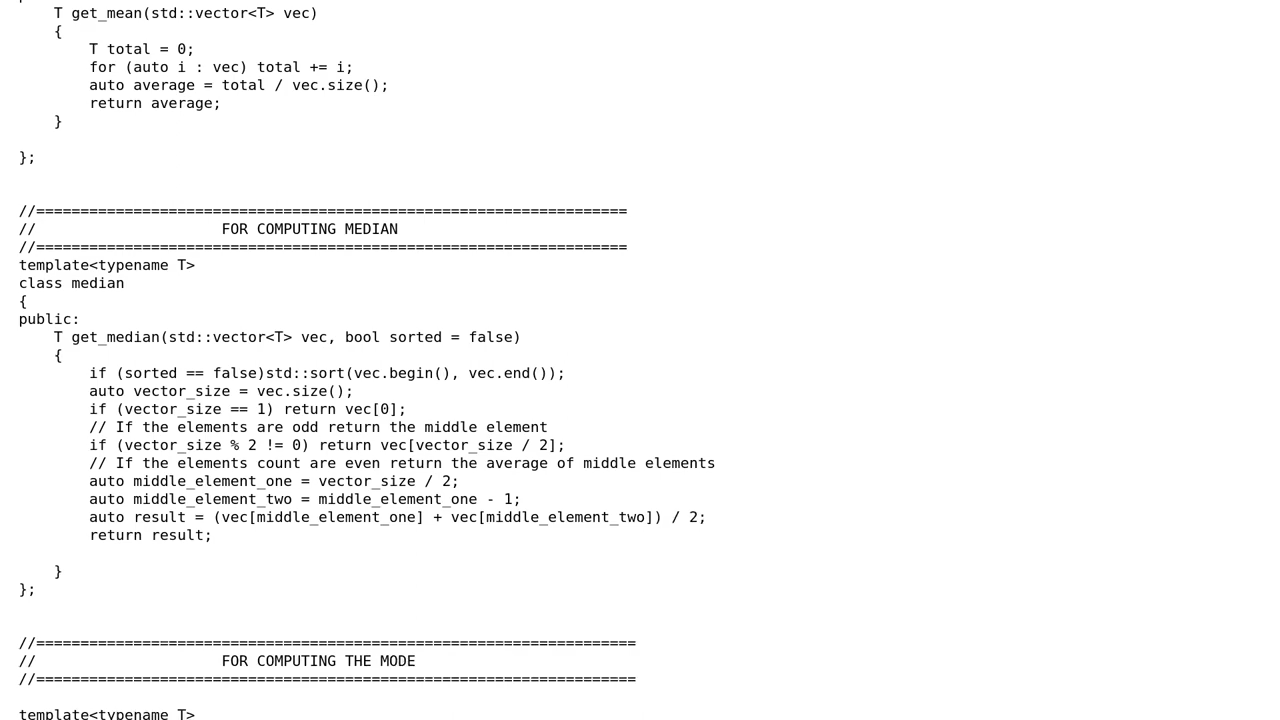 T get_mean(std::vector<T> vec)
    {
        T total = 0;
        for (auto i : vec) total += i;
        auto average = total / vec.size();
        return average;
    }

};


//===================================================================
//                     FOR COMPUTING MEDIAN
//===================================================================
template<typename T>
class median
{
public:
    T get_median(std::vector<T> vec, bool sorted = false)
    {
        if (sorted == false)std::sort(vec.begin(), vec.end());
        auto vector_size = vec.size();
        if (vector_size == 1) return vec[0];
        // If the elements are odd return the middle element
        if (vector_size % 2 != 0) return vec[vector_size / 2];
        // If the elements count are even return the average of middle elements
        auto middle_element_one = vector_size / 2;
        auto middle_element_two = middle_element_one - 1;
        auto result = (vec[middle_element_one] + vec[middle_element_two]) / 2;
        return result;

    }
};


//====================================================================
//                     FOR COMPUTING THE MODE
//====================================================================

template<typename T>